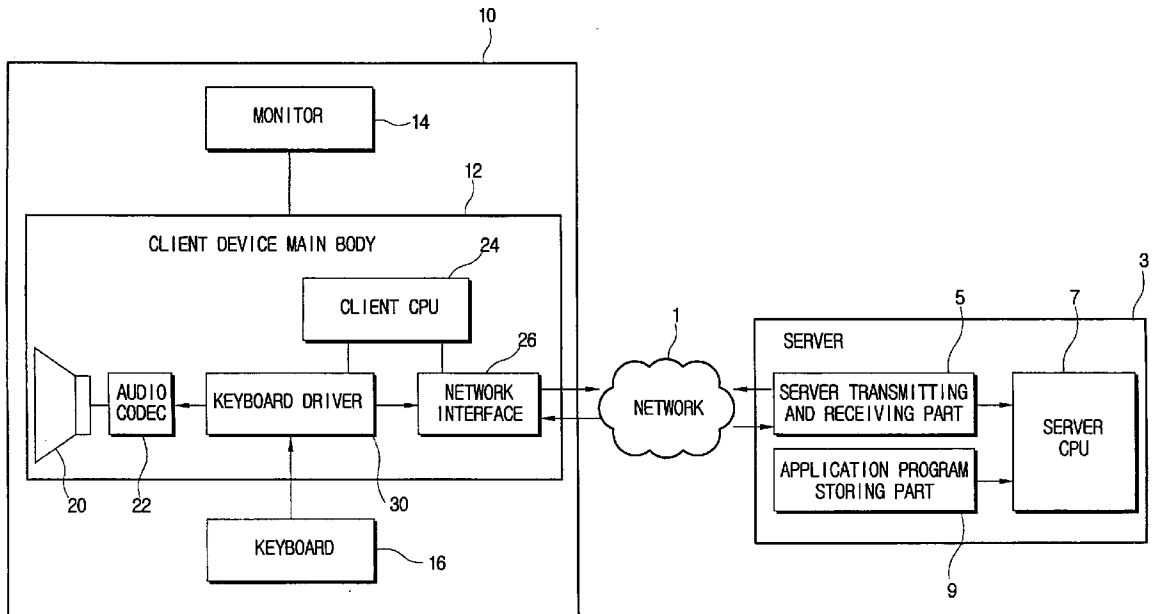 10
MONITOR
14
12
CLIENT DEVICE MAIN BODY
24
CLIENT CPU
26
AUDIO
CODEC
KEYBOARD DRIVER
NETWORK
INTERFACE
20
22
30
KEYBOARD
16
1
NETWORK
3
5
7
SERVER
SERVER TRANSMITTING
AND RECEIVING PART
SERVER
CPU
APPLICATION PROGRAM
STORING PART
9